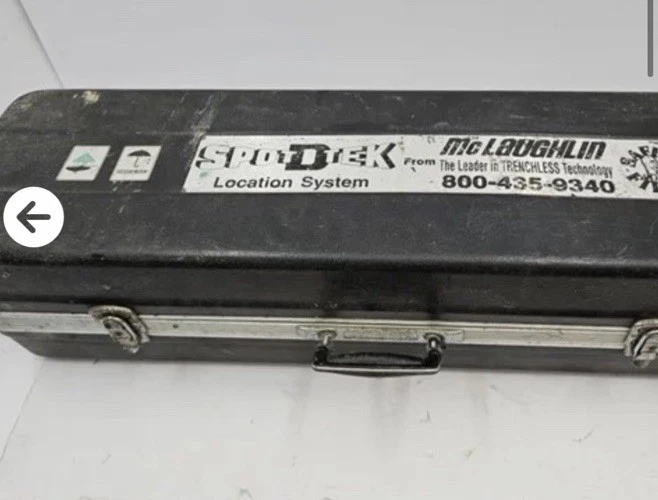 SPOTDTEK
Location System
From
McLAUGHLIN
The Leader in TRENCHLESS Technology
800-435-9340